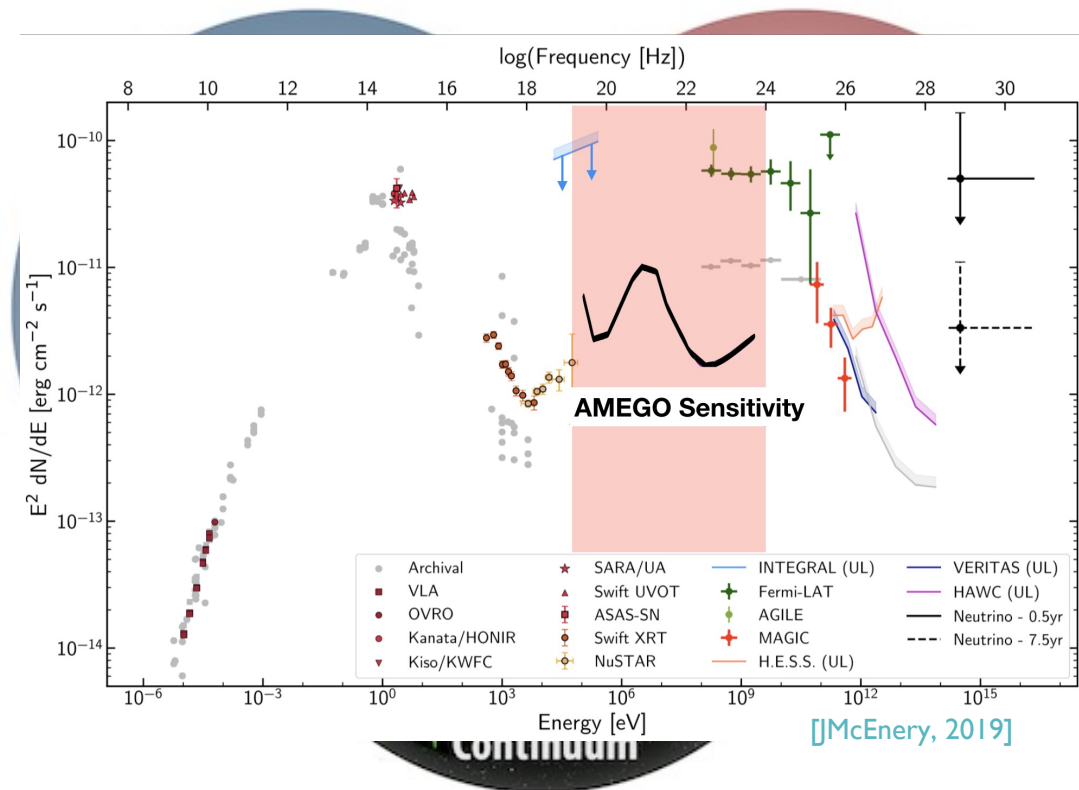 log(Frequency [Hz])
8 10 12 14 16 18 20 22 24 26 28 30
E² dN/dE [erg cm⁻² s⁻¹]
10⁻¹⁰
10⁻¹¹
10⁻¹²
10⁻¹³
10⁻¹⁴
AMEGO Sensitivity
Archival
VLA
OVRO
Kanata/HONIR
Kiso/KWFC
SARA/UA
Swift UVOT
ASAS-SN
Swift XRT
NuSTAR
INTEGRAL (UL)
Fermi-LAT
AGILE
MAGIC
H.E.S.S. (UL)
VERITAS (UL)
HAWC (UL)
Neutrino - 0.5yr
Neutrino - 7.5yr
10⁻⁶ 10⁻³ 10⁰ 10³ 10⁶ 10⁹ 10¹² 10¹⁵
Energy [eV]
[JMcEnery, 2019]
Continuum